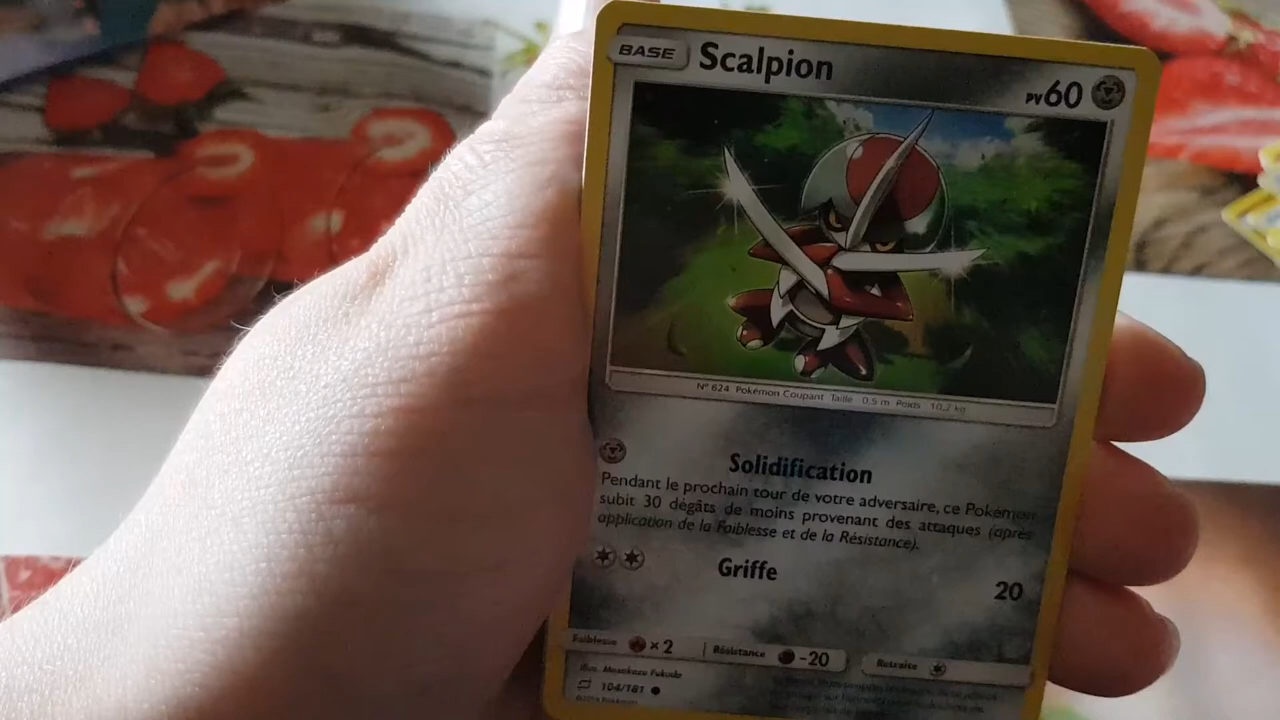 BASE Scalpion PV60
N° 624 Pokémon Coupant Taille 0,5 m Poids 10,2 kg
Solidification
Pendant le prochain tour de votre adversaire, ce Pokémon
subit 30 dégâts de moins provenant des attaques (après
application de la Faiblesse et de la Résistance).
Griffe 20
Faiblesse ×2 Résistance -20 Retraite
Illus. Masakazu Fukuda
104/181